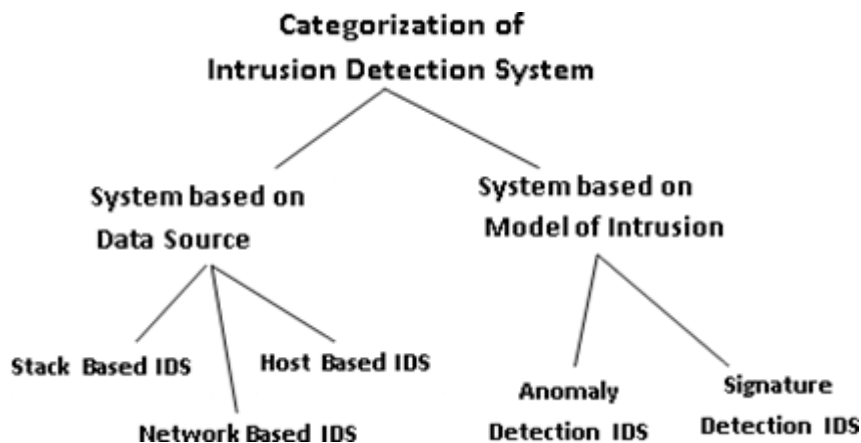 Categorization of
Intrusion Detection System
System based on
Data Source
System based on
Model of Intrusion
Stack Based IDS
Host Based IDS
Network Based IDS
Anomaly
Detection IDS
Signature
Detection IDS